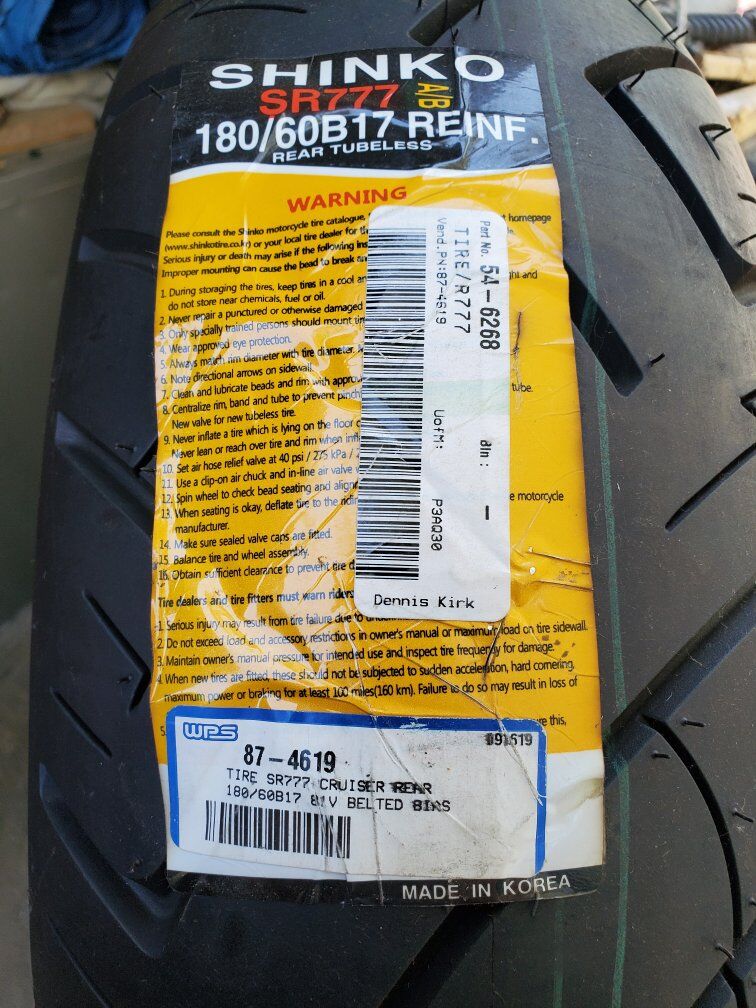 SHINKO
SR777 A/B
180/60B17 REINF.
REAR TUBELESS
WARNING
Please consult the Shinko motorcycle tire catalogue, homepage
(www.shinkotire.co.kr) or your local tire dealer for
Serious injury or death may arise if the following
Improper mounting can cause the bead to break and
1. During storaging the tires, keep tires in a cool
do not store near chemicals, fuel or oil.
2. Never repair a punctured or otherwise damaged
3. Only specially trained persons should mount
4. Wear approved eye protection.
5. Always match rim diameter with tire diameter.
6. Note directional arrows on sidewall.
7. Clean and lubricate beads and rim with tube.
8. Centralize rim, band and tube to prevent
New valve for new tubeless tire.
9. Never inflate a tire which is lying on the floor
Never lean or reach over tire and rim when
10. Set air hose relief valve at 40 psi / 275 kPa /
11. Use a clip-on air chuck and in-line air valve
12. Spin wheel to check bead seating and
13. When seating is okay, deflate tire to the motorcycle
manufacturer.
14. Make sure sealed valve caps are fitted.
15. Balance tire and wheel assembly.
16. Obtain sufficient clearance to prevent tire
Tire dealers and tire fitters must warn riders
1. Serious injury may result from tire failure due to
2. Do not exceed load and accessory restrictions in owner's manual or maximum load on tire sidewall.
3. Maintain owner's manual pressure for intended use and inspect tire frequently for damage.
4. When new tires are fitted, these should not be subjected to sudden acceleration, hard cornering,
maximum power or braking for at least 100 miles(160 km). Failure to do so may result in loss of
5. this,
Part No. 54-6268 Bin: -
TIRE/R777
Vend.PN:87-4619 UofM: P3AQ30
Dennis Kirk
WPS 091619
87-4619
TIRE SR777 CRUISER REAR
180/60B17 81V BELTED BIAS
MADE IN KOREA